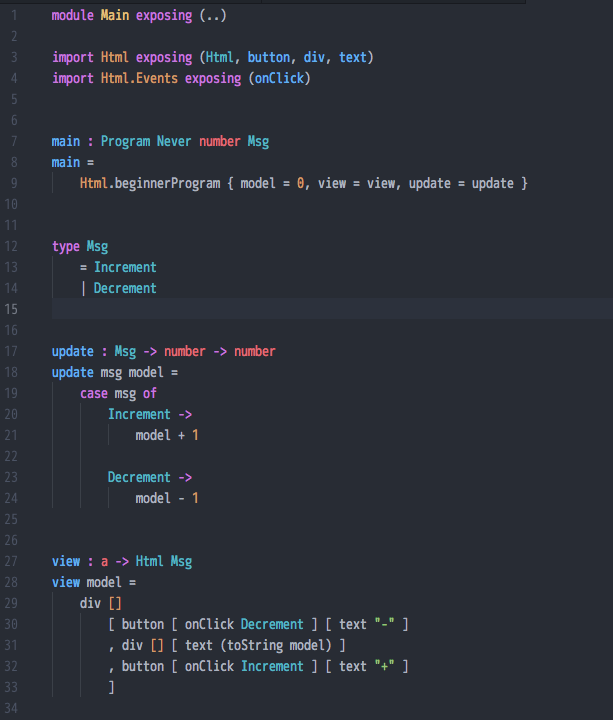 1 module Main exposing (..)
2
3 import Html exposing (Html, button, div, text)
4 import Html.Events exposing (onClick)
5
6
7 main : Program Never number Msg
8 main =
9     Html.beginnerProgram { model = 0, view = view, update = update }
10
11
12 type Msg
13     = Increment
14     | Decrement
15
16
17 update : Msg -> number -> number
18 update msg model =
19     case msg of
20         Increment ->
21             model + 1
22
23         Decrement ->
24             model - 1
25
26
27 view : a -> Html Msg
28 view model =
29     div []
30         [ button [ onClick Decrement ] [ text "-" ]
31         , div [] [ text (toString model) ]
32         , button [ onClick Increment ] [ text "+" ]
33         ]
34